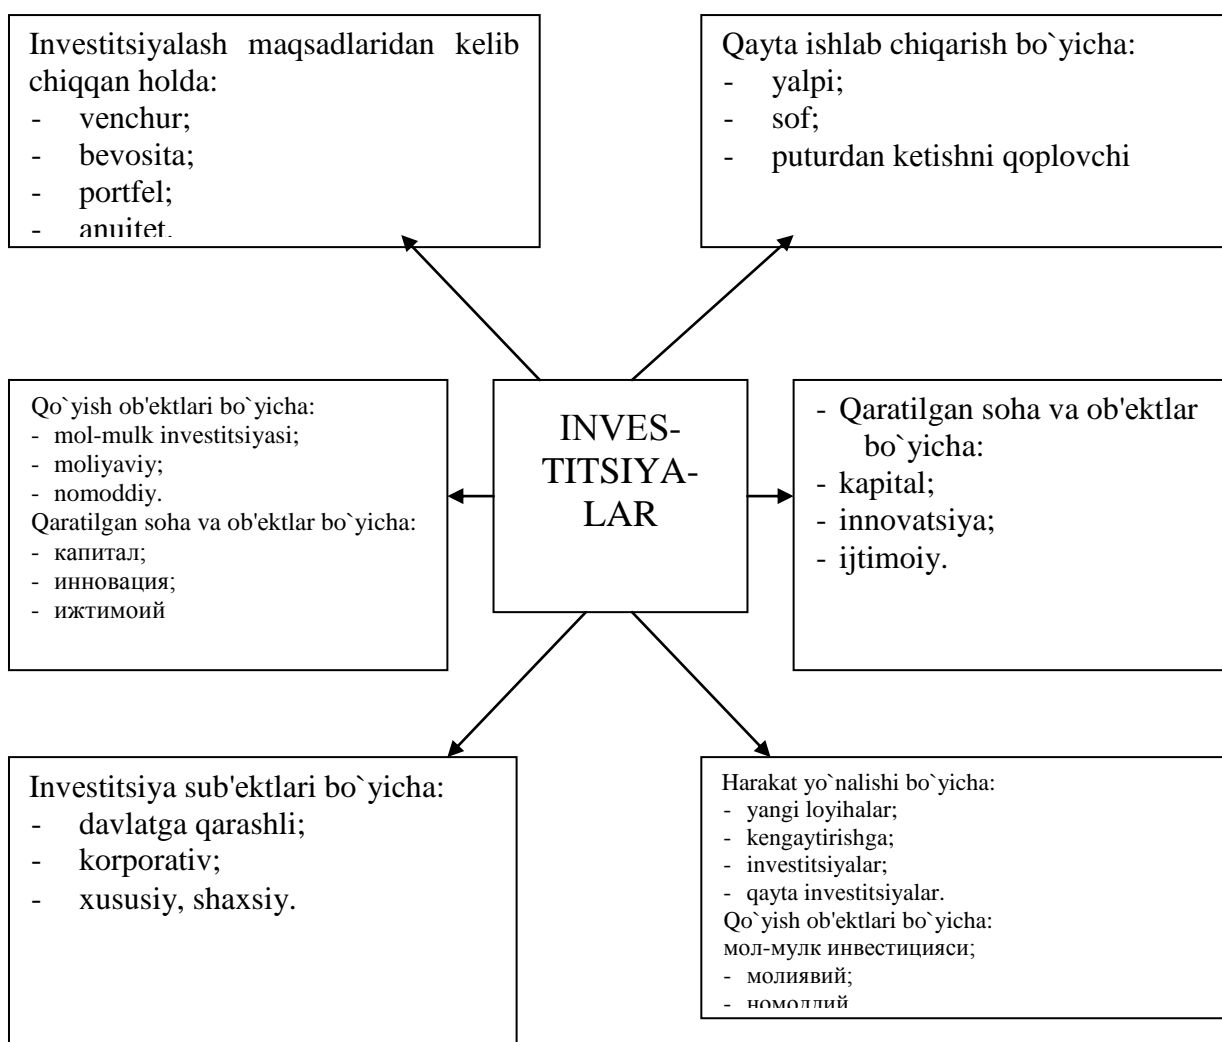 Investitsiyalash maqsadlaridan kelib
chiqqan holda:
- venchur;
- bevosita;
- portfel;
- anuitet.
Qayta ishlab chiqarish bo`yicha:
- yalpi;
- sof;
- puturdan ketishni qoplovchi
Qo`yish ob'ektlari bo`yicha:
- mol-mulk investitsiyasi;
- moliyaviy;
- nomoddiy.
Qaratilgan soha va ob'ektlar bo`yicha:
- капитал;
- инновация;
- ижтимоий
INVES-
TITSIYA-
LAR
- Qaratilgan soha va ob'ektlar
bo`yicha:
- kapital;
- innovatsiya;
- ijtimoiy.
Investitsiya sub'ektlari bo`yicha:
- davlatga qarashli;
- korporativ;
- xususiy, shaxsiy.
Harakat yo`nalishi bo`yicha:
- yangi loyihalar;
- kengaytirishga;
- investitsiyalar;
- qayta investitsiyalar.
Qo`yish ob'ektlari bo`yicha:
мол-мулк инвестицияси;
- молиявий;
- номоддий